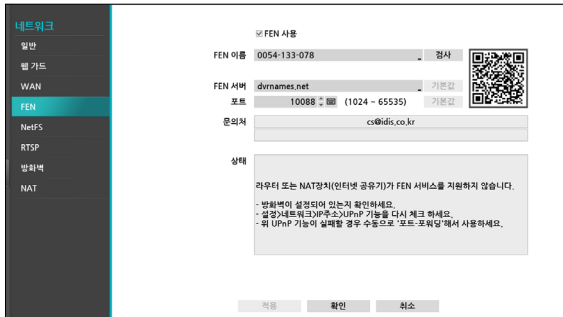 네트워크
일반
웹 가드
WAN
FEN
NetFS
RTSP
방화벽
NAT
FEN 사용
FEN 이름 0054-133-078 검사
FEN 서버 dvrnames.net 기본값
포트 10088 (1024 ~ 65535) 기본값
문의처 cs@idis.co.kr
상태
라우터 또는 NAT장치(인터넷 공유기)가 FEN 서비스를 지원하지 않습니다.
- 방화벽이 설정되어 있는지 확인하세요.
- 설정>네트워크>IP주소>UPnP 기능을 다시 체크 하세요.
- 위 UPnP 기능이 실패할 경우 수동으로 '포트-포워딩'해서 사용하세요.
적용 확인 취소